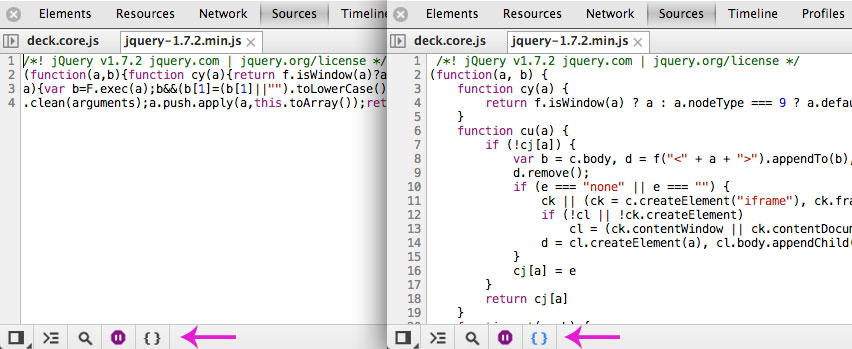 Elements Resources Network Sources Timeline
deck.core.js jquery-1.7.2.min.js
1 /*! jQuery v1.7.2 jquery.com | jquery.org/license */
2 (function(a,b){function cy(a){return f.isWindow(a)?a
3 a){var b=F.exec(a);b&&(b[1]=(b[1]||"").toLowerCase()
4 .clean(arguments);a.push.apply(a,this.toArray());ret
{}
Elements Resources Network Sources Timeline Profiles
deck.core.js jquery-1.7.2.min.js
1 /*! jQuery v1.7.2 jquery.com | jquery.org/license */
2 (function(a, b) {
3 function cy(a) {
4 return f.isWindow(a) ? a : a.nodeType === 9 ? a.defau
5 }
6 function cu(a) {
7 if (!cj[a]) {
8 var b = c.body, d = f("<" + a + ">").appendTo(b),
9 d.remove();
10 if (e === "none" || e === "") {
11 ck || (ck = c.createElement("iframe"), ck.fra
12 if (!cl || !ck.createElement)
13 cl = (ck.contentWindow || ck.contentDocum
14 d = cl.createElement(a), cl.body.appendChild(
15 }
16 cj[a] = e
17 }
18 return cj[a]
19 }
20
{}